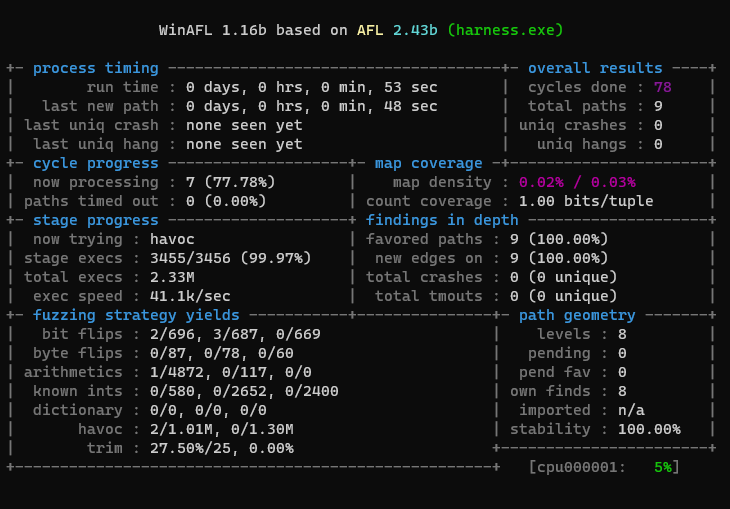 WinAFL 1.16b based on AFL 2.43b (harness.exe)
+- process timing -------------------------------------+- overall results ----+
|        run time : 0 days, 0 hrs, 0 min, 53 sec       |  cycles done : 78    |
|   last new path : 0 days, 0 hrs, 0 min, 48 sec       |  total paths : 9     |
| last uniq crash : none seen yet                      | uniq crashes : 0     |
|  last uniq hang : none seen yet                      |   uniq hangs : 0     |
+- cycle progress --------------------+- map coverage -+----------------------+
|  now processing : 7 (77.78%)        |    map density : 0.02% / 0.03%        |
| paths timed out : 0 (0.00%)         | count coverage : 1.00 bits/tuple      |
+- stage progress --------------------+ findings in depth --------------------+
|  now trying : havoc                 | favored paths : 9 (100.00%)           |
| stage execs : 3455/3456 (99.97%)    |  new edges on : 9 (100.00%)           |
| total execs : 2.33M                 | total crashes : 0 (0 unique)          |
|  exec speed : 41.1k/sec             |  total tmouts : 0 (0 unique)          |
+- fuzzing strategy yields -----------+---------------+- path geometry -------+
|   bit flips : 2/696, 3/687, 0/669                   |    levels : 8         |
|  byte flips : 0/87, 0/78, 0/60                      |   pending : 0         |
| arithmetics : 1/4872, 0/117, 0/0                    |  pend fav : 0         |
|  known ints : 0/580, 0/2652, 0/2400                 | own finds : 8         |
|  dictionary : 0/0, 0/0, 0/0                         |  imported : n/a       |
|       havoc : 2/1.01M, 0/1.30M                      | stability : 100.00%   |
|        trim : 27.50%/25, 0.00%                      +-----------------------+
+-----------------------------------------------------+   [cpu000001:   5%]